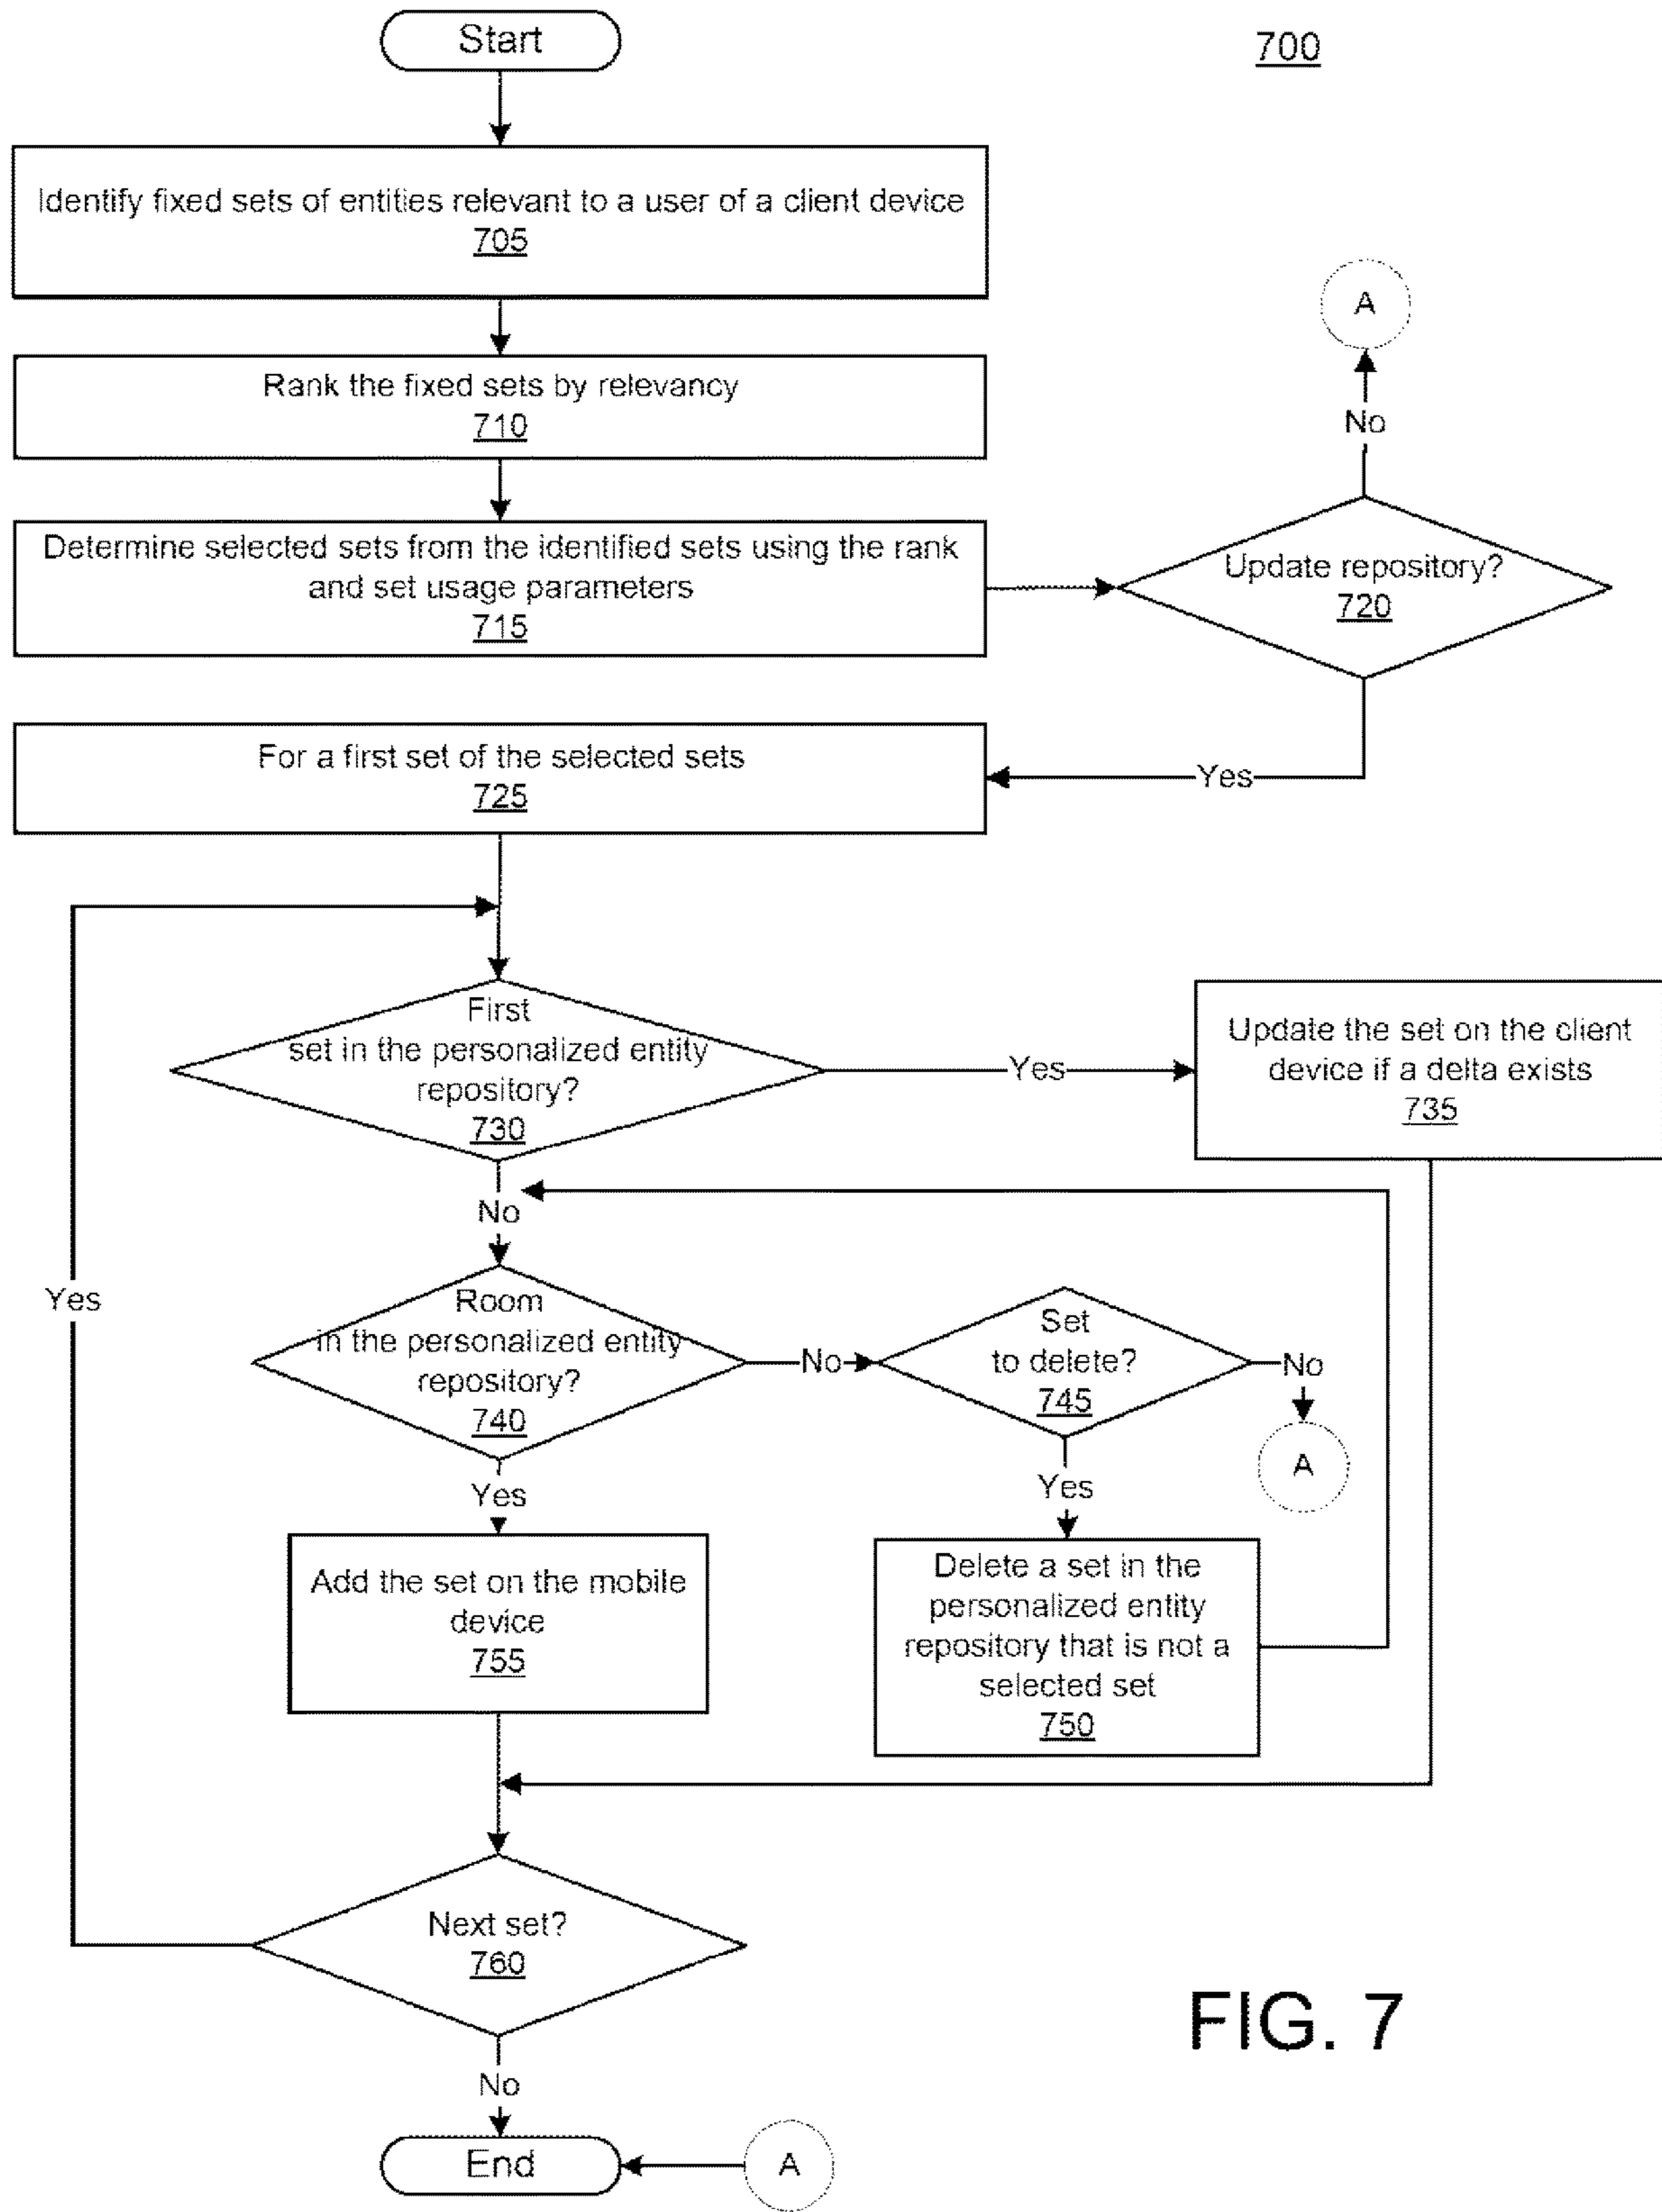 Start
700
Identify fixed sets of entities relevant to a user of a client device
705
A
Rank the fixed sets by relevancy
710
No
Determine selected sets from the identified sets using the rank
and set usage parameters
715
Update repository?
720
For a first set of the selected sets
725
Yes
First
set in the personalized entity
repository?
730
Yes
Update the set on the client
device if a delta exists
735
No
Yes
Room
in the personalized entity
repository?
740
No
Set
to delete?
745
No
A
Yes
Yes
Add the set on the mobile
device
755
Delete a set in the
personalized entity
repository that is not a
selected set
750
Next set?
760
FIG. 7
No
End
A